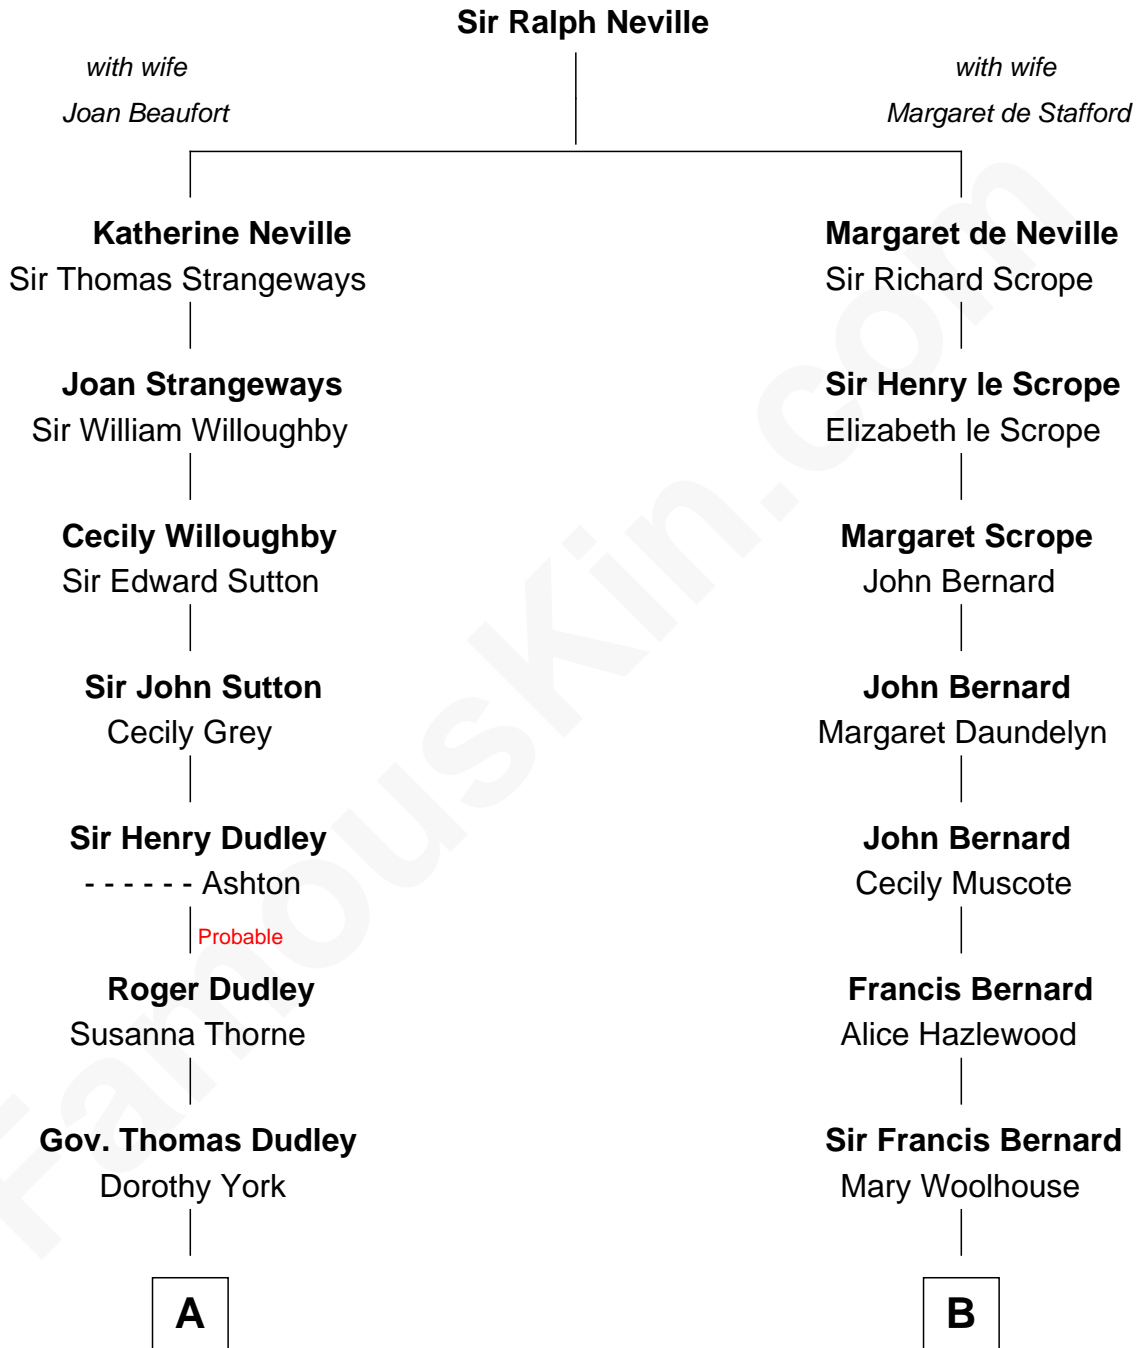 Sir Ralph Neville
with wife
Joan Beaufort
with wife
Margaret de Stafford
Katherine Neville
Sir Thomas Strangeways
Margaret de Neville
Sir Richard Scrope
Joan Strangeways
Sir William Willoughby
Sir Henry le Scrope
Elizabeth le Scrope
Cecily Willoughby
Sir Edward Sutton
Margaret Scrope
John Bernard
Sir John Sutton
Cecily Grey
John Bernard
Margaret Daundelyn
Sir Henry Dudley
- - - - - - Ashton
John Bernard
Cecily Muscote
Probable
Roger Dudley
Susanna Thorne
Francis Bernard
Alice Hazlewood
Gov. Thomas Dudley
Dorothy York
Sir Francis Bernard
Mary Woolhouse
A
B
FamousKin.com